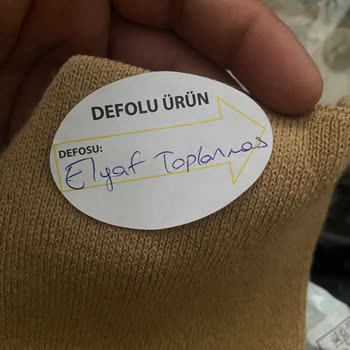 DEFOLU ÜRÜN
DEFOSU:
Elyaf Toplanmas